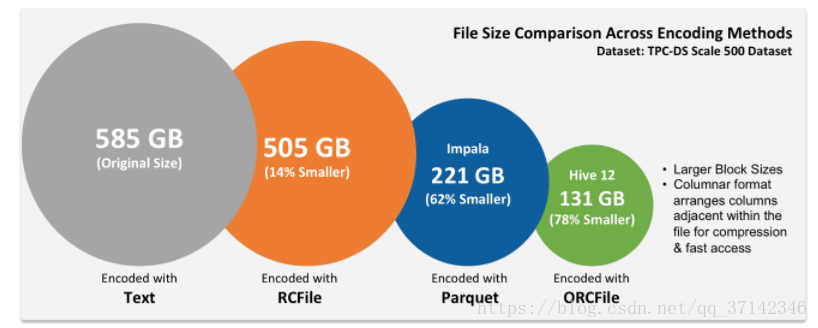 File Size Comparison Across Encoding Methods
Dataset: TPC-DS Scale 500 Dataset
585 GB
(Original Size)
505 GB
(14% Smaller)
Impala
221 GB
(62% Smaller)
Hive 12
131 GB
(78% Smaller)
• Larger Block Sizes
• Columnar format
arranges columns
adjacent within the
file for compression
& fast access
Encoded with
Text
Encoded with
RCFile
Encoded with
Parquet
Encoded with
ORCFile
https://blog.csdn.net/qq_37142346